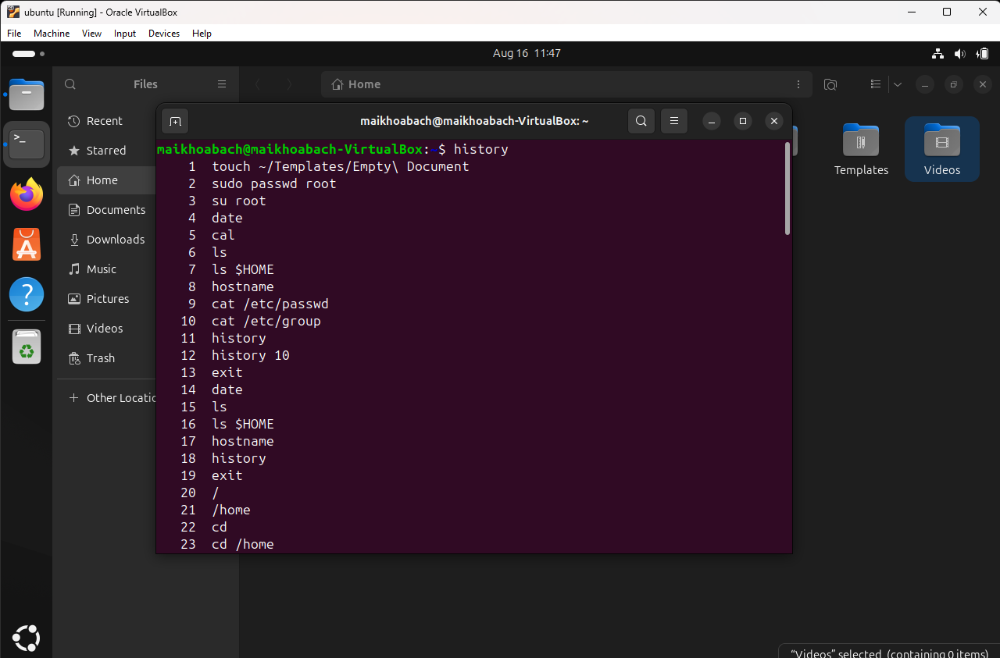 ubuntu [Running] - Oracle VirtualBox
File Machine View Input Devices Help
Aug 16 11:47
Files
Home
Recent
Starred
Home
Documents
Downloads
Music
Pictures
Videos
Trash
Other Locatio
maikhoabach@maikhoabach-VirtualBox: ~
maikhoabach@maikhoabach-VirtualBox:~$ history
1 touch ~/Templates/Empty\ Document
2 sudo passwd root
3 su root
4 date
5 cal
6 ls
7 ls $HOME
8 hostname
9 cat /etc/passwd
10 cat /etc/group
11 history
12 history 10
13 exit
14 date
15 ls
16 ls $HOME
17 hostname
18 history
19 exit
20 /
21 /home
22 cd
23 cd /home
Templates
Videos
“Videos” selected (containing 0 items)